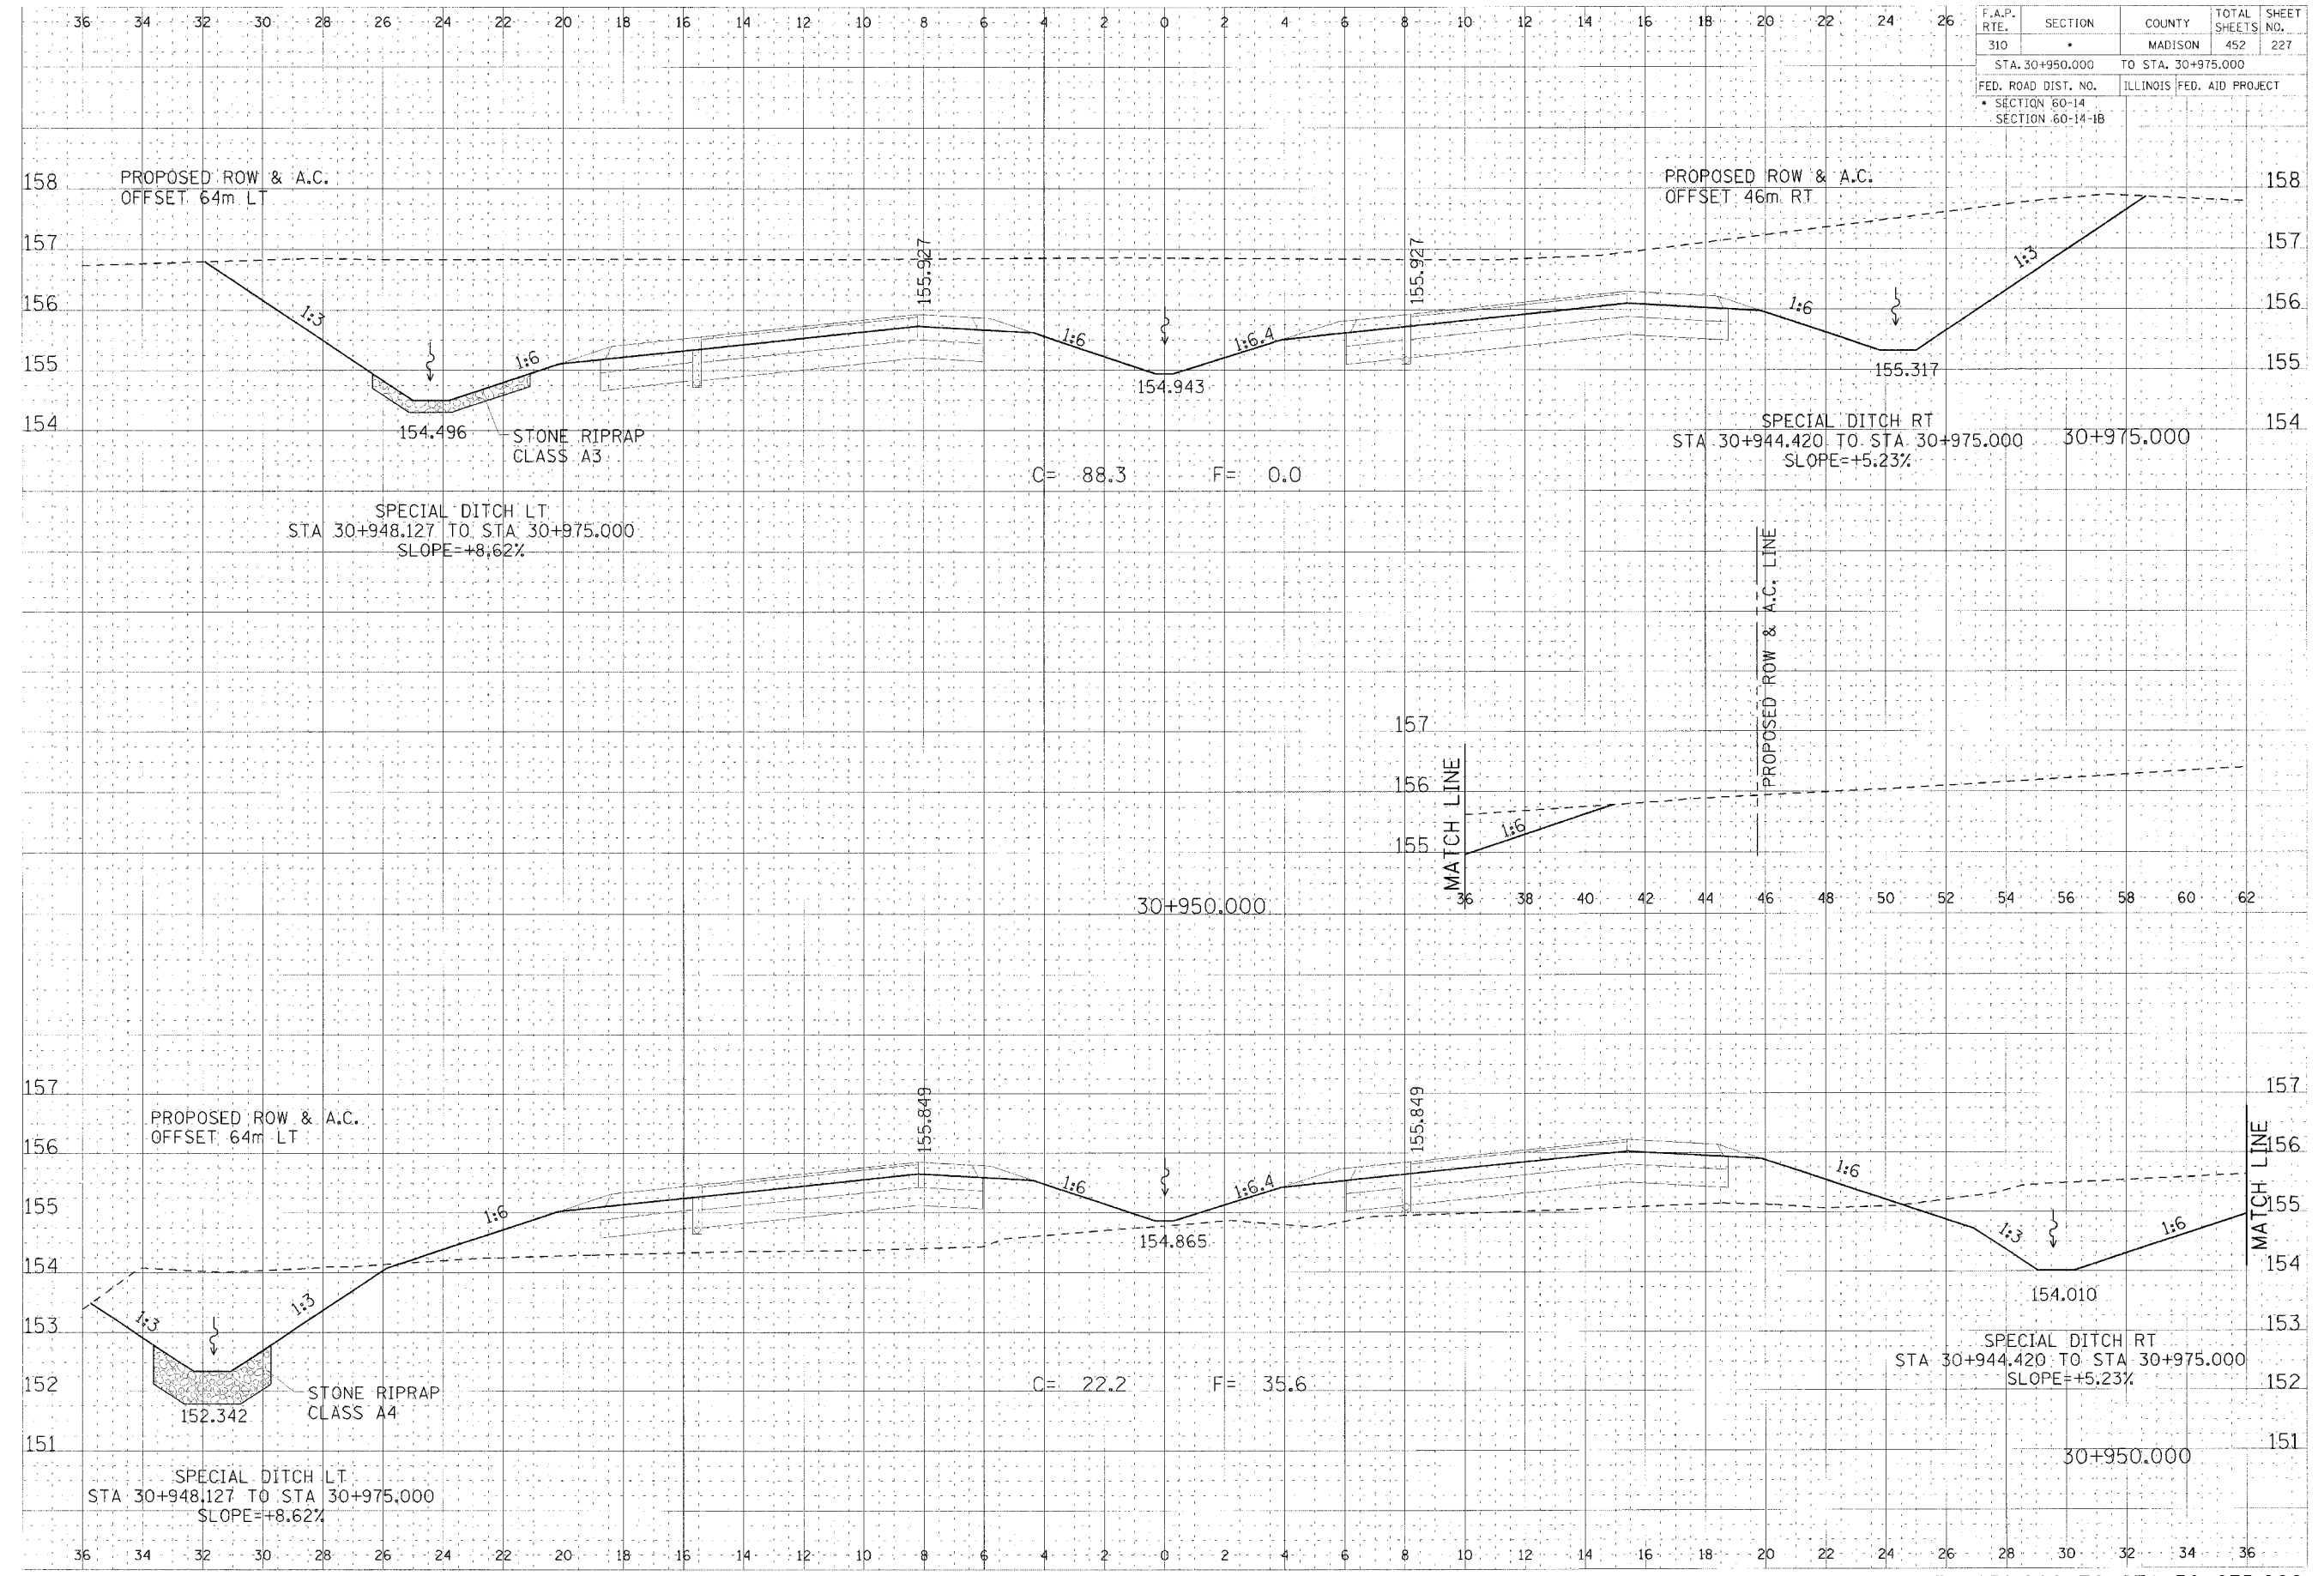 36 34 32 30 28 26 24 22 20 18 16 14 12 10 8 6 4 2 0 2 4 6 8 10 12 14 16 18 20 22 24 26
F.A.P. RTE. SECTION COUNTY TOTAL SHEETS SHEET NO.
310 * MADISON 452 227
STA. 30+950.000 TO STA. 30+975.000
FED. ROAD DIST. NO. ILLINOIS FED. AID PROJECT
* SECTION 60-14
SECTION 60-14-1B
158
157
156
155
154
PROPOSED ROW & A.C.
OFFSET 64m LT
1:3
1:6
154.496
STONE RIPRAP
CLASS A3
SPECIAL DITCH LT
STA 30+948.127 TO STA 30+975.000
SLOPE=+8.62%
155.927
1:6
154.943
1:6.4
155.927
C= 88.3 F= 0.0
PROPOSED ROW & A.C.
OFFSET 46m RT
1:6
1:3
155.317
SPECIAL DITCH RT
STA 30+944.420 TO STA 30+975.000
SLOPE=+5.23%
30+975.000
158
157
156
155
154
157
156
155
MATCH LINE
1:6
PROPOSED ROW & A.C. LINE
36 38 40 42 44 46 48 50 52 54 56 58 60 62
30+950.000
157
156
155
154
153
152
151
PROPOSED ROW & A.C.
OFFSET 64m LT
1:3
1:3
1:6
152.342
STONE RIPRAP
CLASS A4
SPECIAL DITCH LT
STA 30+948.127 TO STA 30+975.000
SLOPE=+8.62%
155.849
1:6
154.865
1:6.4
155.849
C= 22.2 F= 35.6
1:6
1:3
1:6
154.010
SPECIAL DITCH RT
STA 30+944.420 TO STA 30+975.000
SLOPE=+5.23%
30+950.000
MATCH LINE
157
156
155
154
153
152
151
36 34 32 30 28 26 24 22 20 18 16 14 12 10 8 6 4 2 0 2 4 6 8 10 12 14 16 18 20 22 24 26 28 30 32 34 36